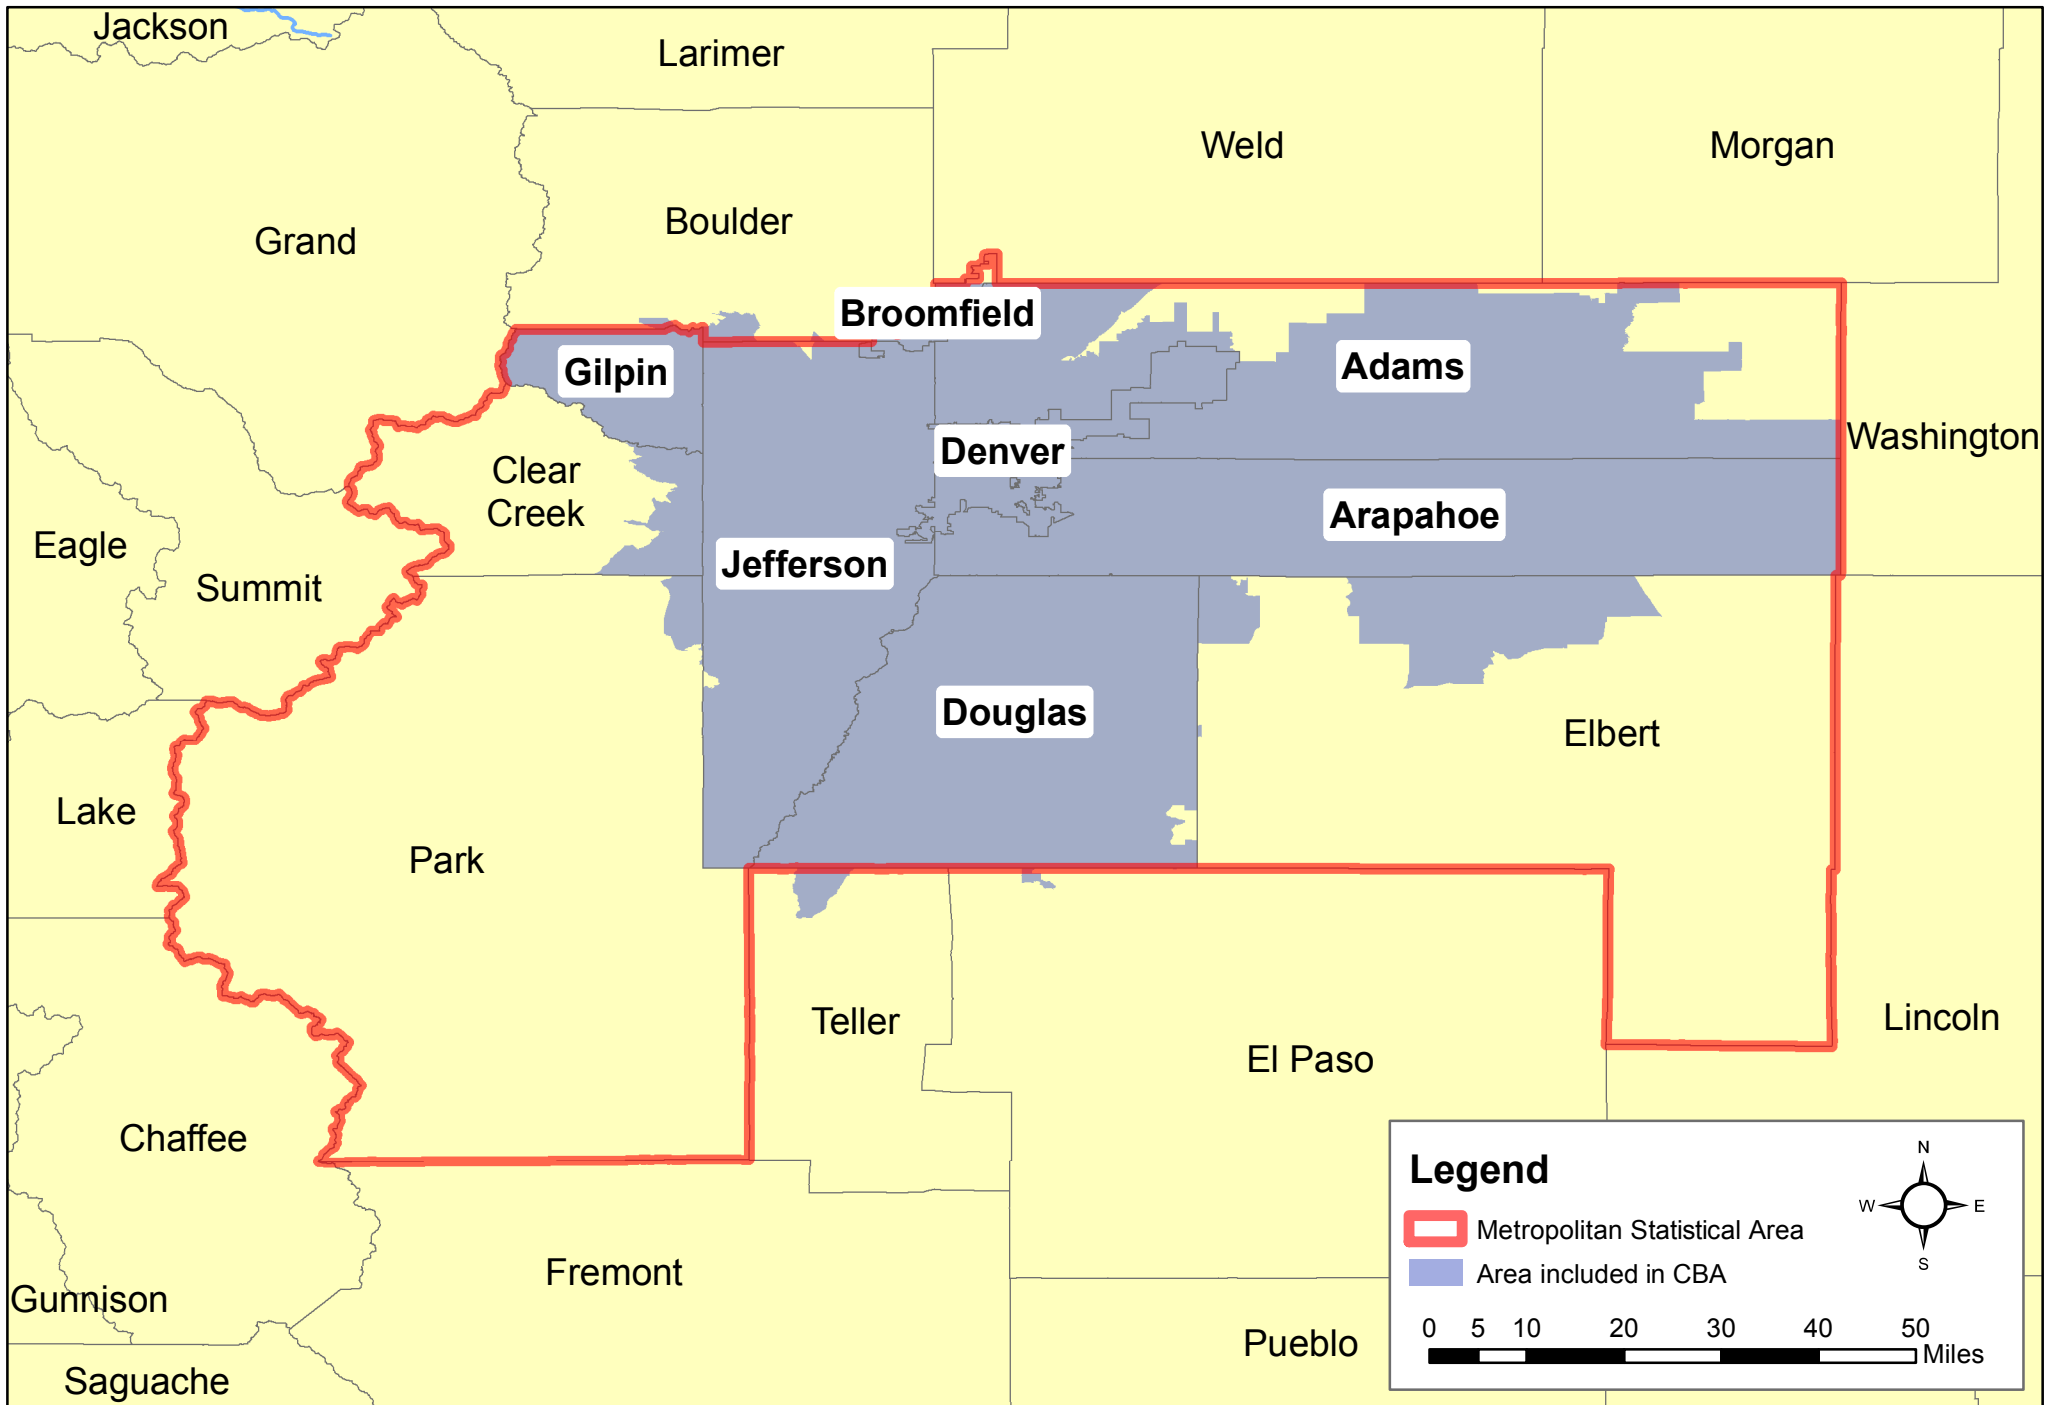 Jackson
Larimer
Weld
Morgan
Boulder
Grand
Broomfield
Gilpin
Adams
Washington
Denver
Clear
Creek
Arapahoe
Eagle
Jefferson
Summit
Douglas
Elbert
Lake
Park
Lincoln
Teller
El Paso
Chaffee
Fremont
Gunnison
Pueblo
Saguache
Legend
N
W
E
S
Metropolitan Statistical Area
Area included in CBA
0 5 10 20 30 40 50
Miles